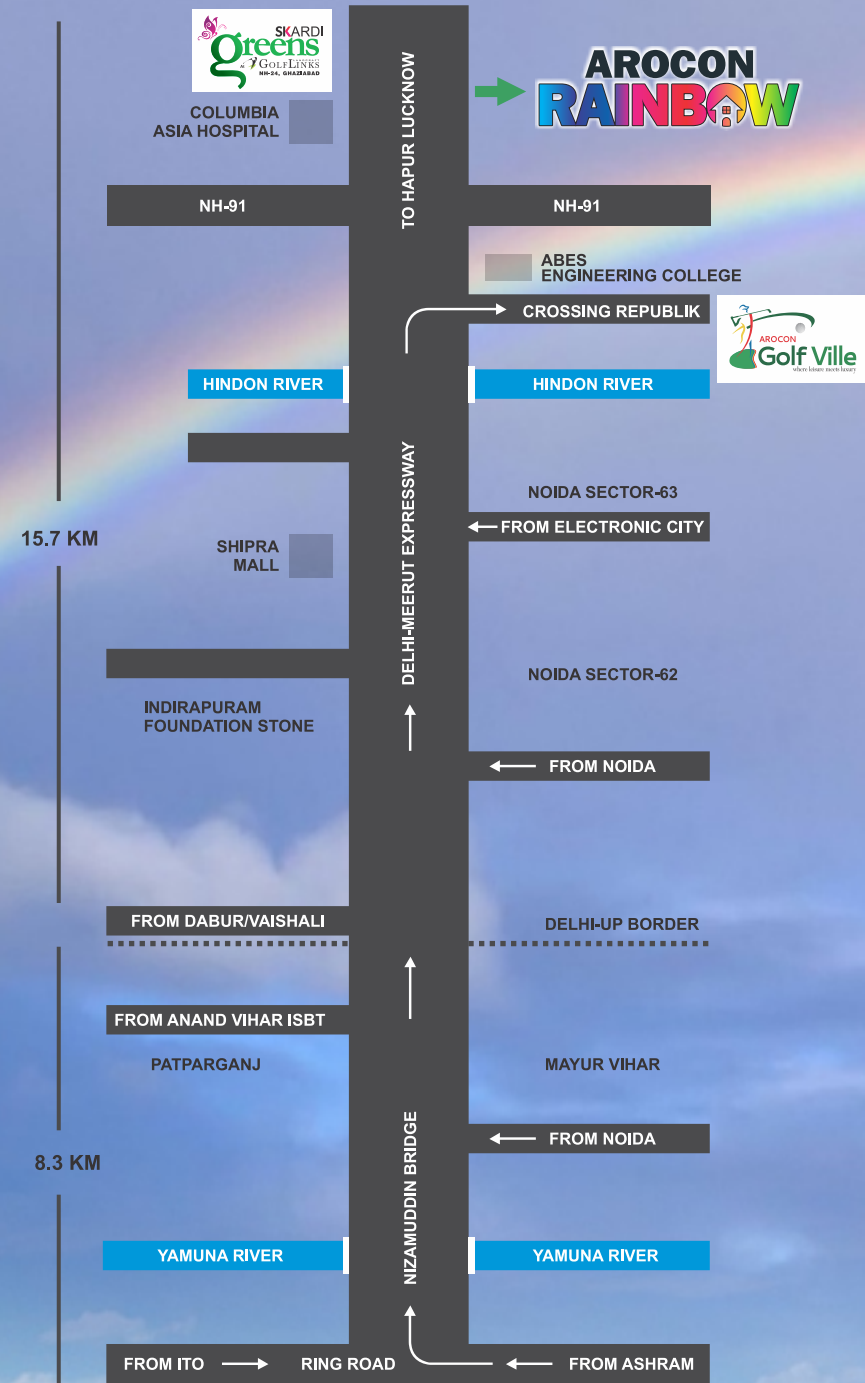 SKARDI
greens
GOLFLINKS
NH-24, GHAZIABAD
AROCON
RAINBOW
COLUMBIA
ASIA HOSPITAL
TO HAPUR LUCKNOW
NH-91
NH-91
ABES
ENGINEERING COLLEGE
CROSSING REPUBLIK
AROCON
Golf Ville
where leisure meets luxury
HINDON RIVER
HINDON RIVER
DELHI-MEERUT EXPRESSWAY
NOIDA SECTOR-63
FROM ELECTRONIC CITY
15.7 KM
SHIPRA
MALL
NOIDA SECTOR-62
INDIRAPURAM
FOUNDATION STONE
FROM NOIDA
FROM DABUR/VAISHALI
DELHI-UP BORDER
FROM ANAND VIHAR ISBT
PATPARGANJ
MAYUR VIHAR
NIZAMUDDIN BRIDGE
FROM NOIDA
8.3 KM
YAMUNA RIVER
YAMUNA RIVER
FROM ITO
RING ROAD
FROM ASHRAM